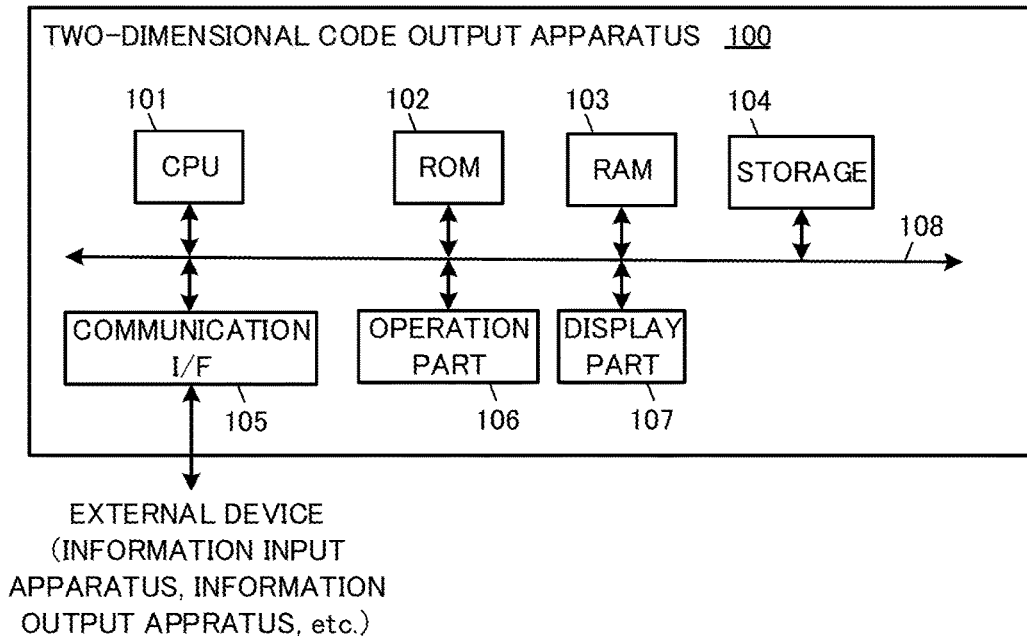 TWO-DIMENSIONAL CODE OUTPUT APPARATUS 100
101
102
103
104
CPU
ROM
RAM
STORAGE
108
COMMUNICATION
I/F
OPERATION
PART
DISPLAY
PART
105
106
107
EXTERNAL DEVICE
(INFORMATION INPUT
APPARATUS, INFORMATION
OUTPUT APPRATUS, etc.)